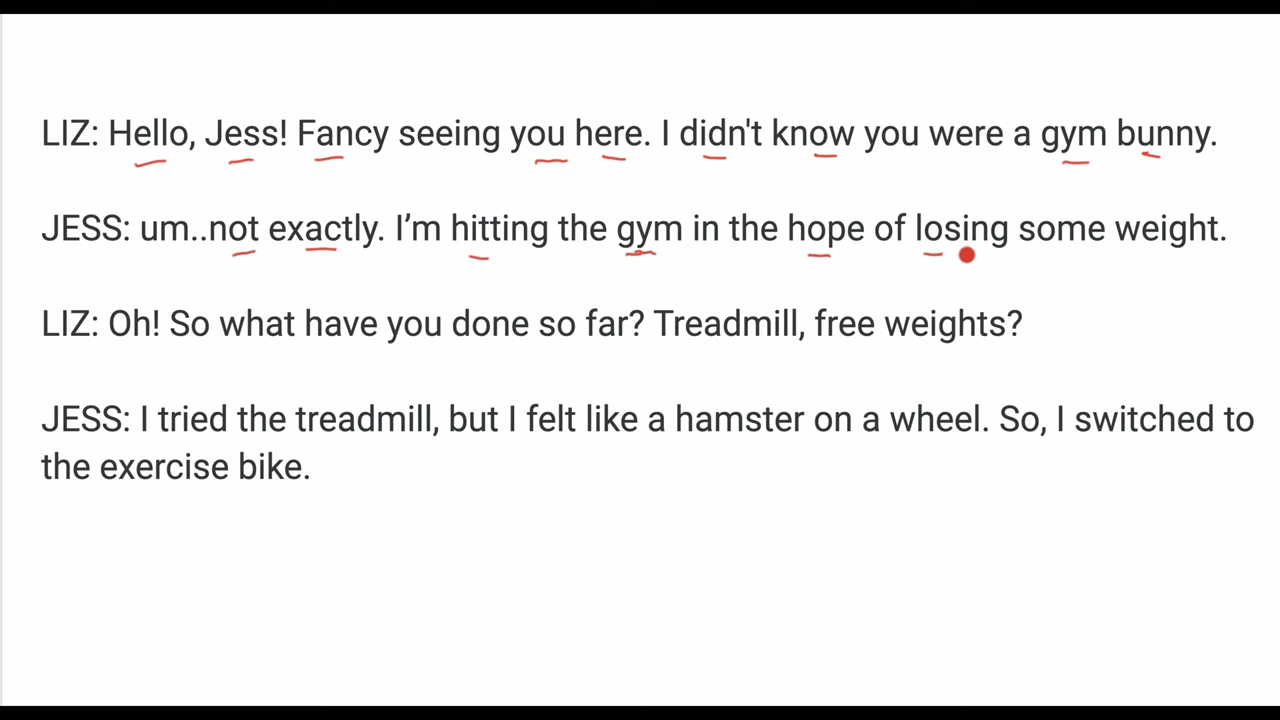 LIZ: Hello, Jess! Fancy seeing you here. I didn't know you were a gym bunny.
JESS: um..not exactly. I’m hitting the gym in the hope of losing some weight.
LIZ: Oh! So what have you done so far? Treadmill, free weights?
JESS: I tried the treadmill, but I felt like a hamster on a wheel. So, I switched to
the exercise bike.